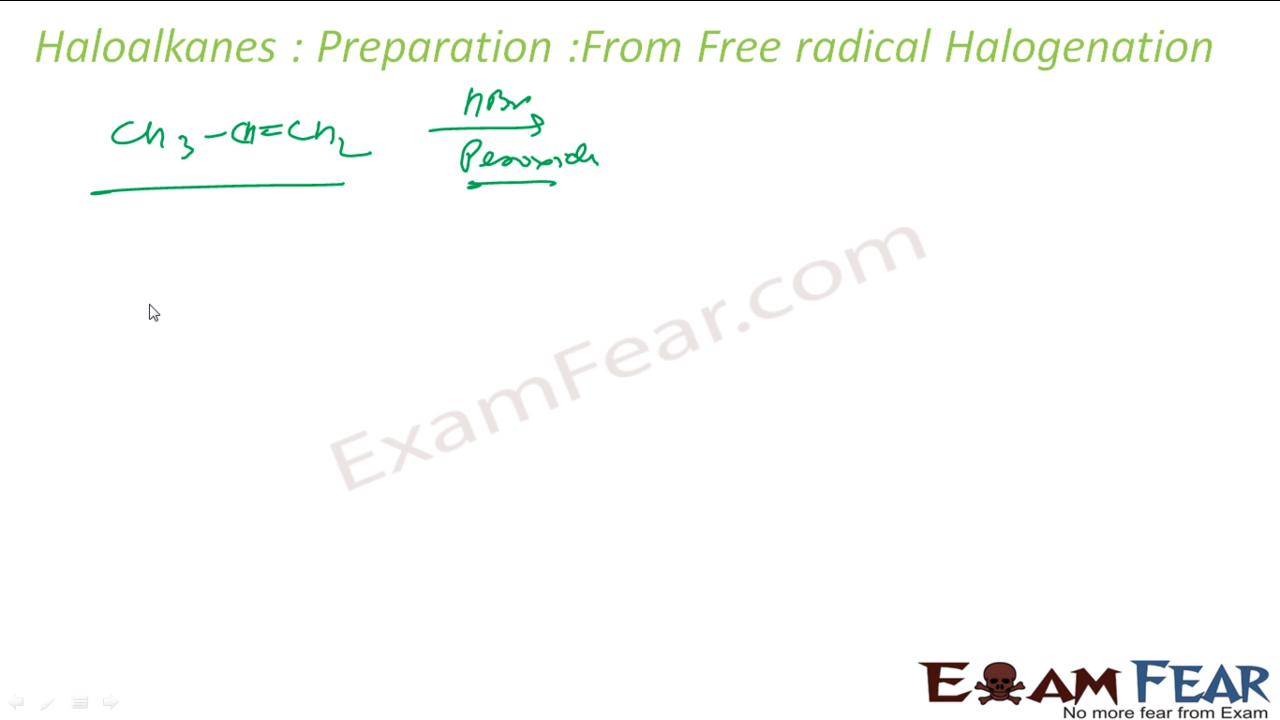 Haloalkanes : Preparation :From Free radical Halogenation
HBr
CH3-CH=CH2
Peroxide
ExamFear.com
EXAM FEAR
No more fear from Exam